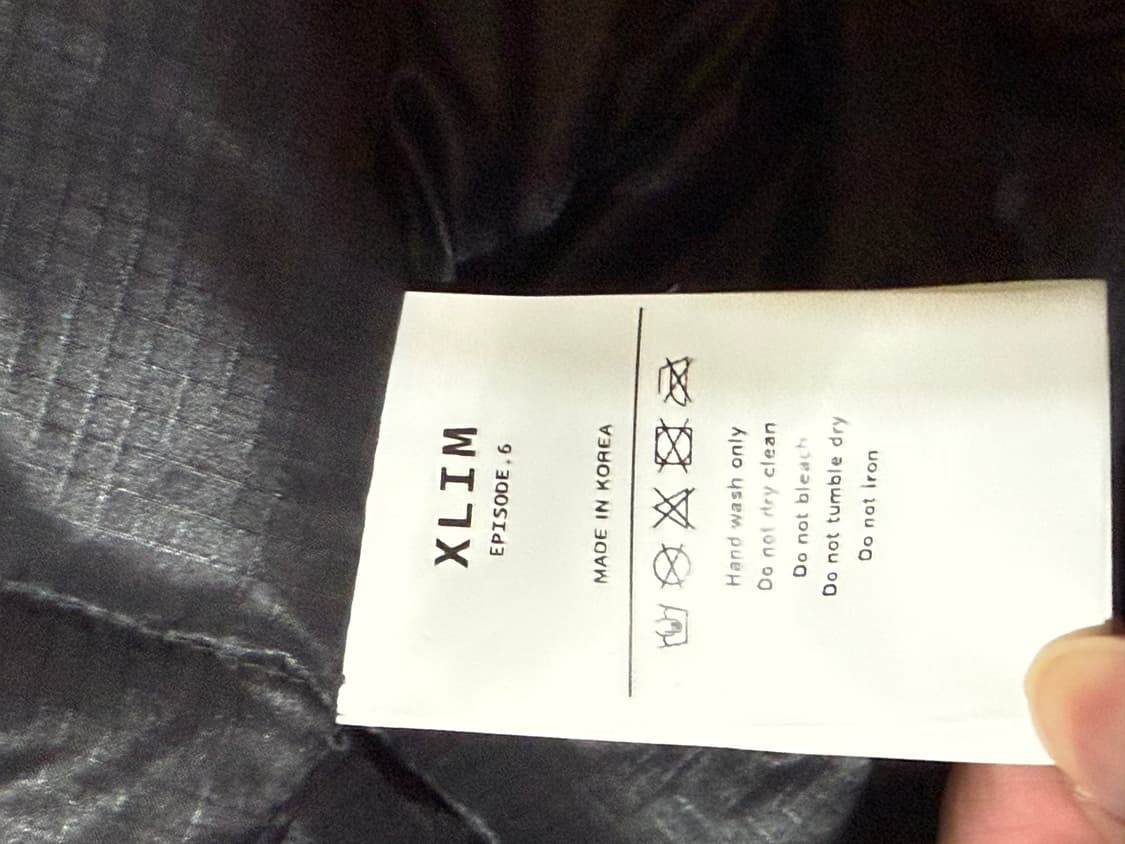 XLIM
EPISODE.6
MADE IN KOREA
Hand wash only
Do not dry clean
Do not bleach
Do not tumble dry
Do not iron